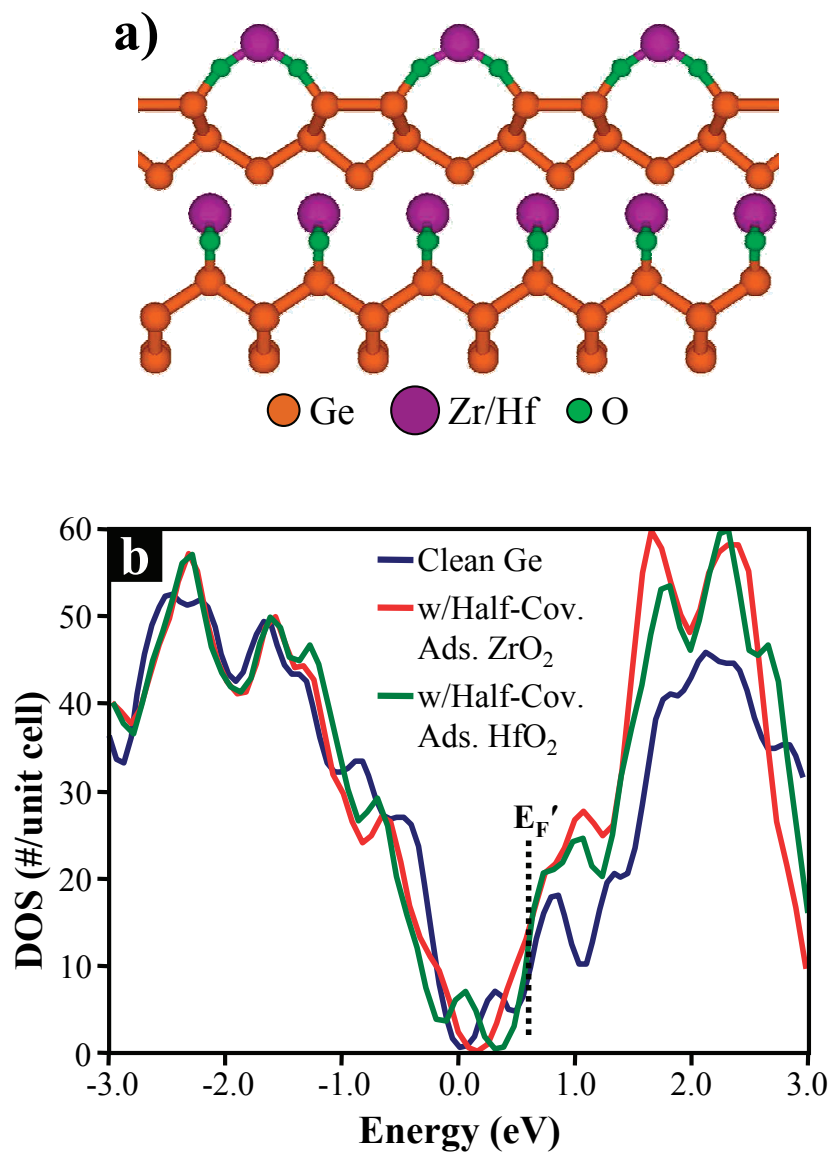 a)
Ge Zr/Hf O
b
Clean Ge
w/Half-Cov.
Ads. ZrO₂
w/Half-Cov.
Ads. HfO₂
E_F′
DOS (#/unit cell)
60
50
40
30
20
10
0
-3.0 -2.0 -1.0 0.0 1.0 2.0 3.0
Energy (eV)